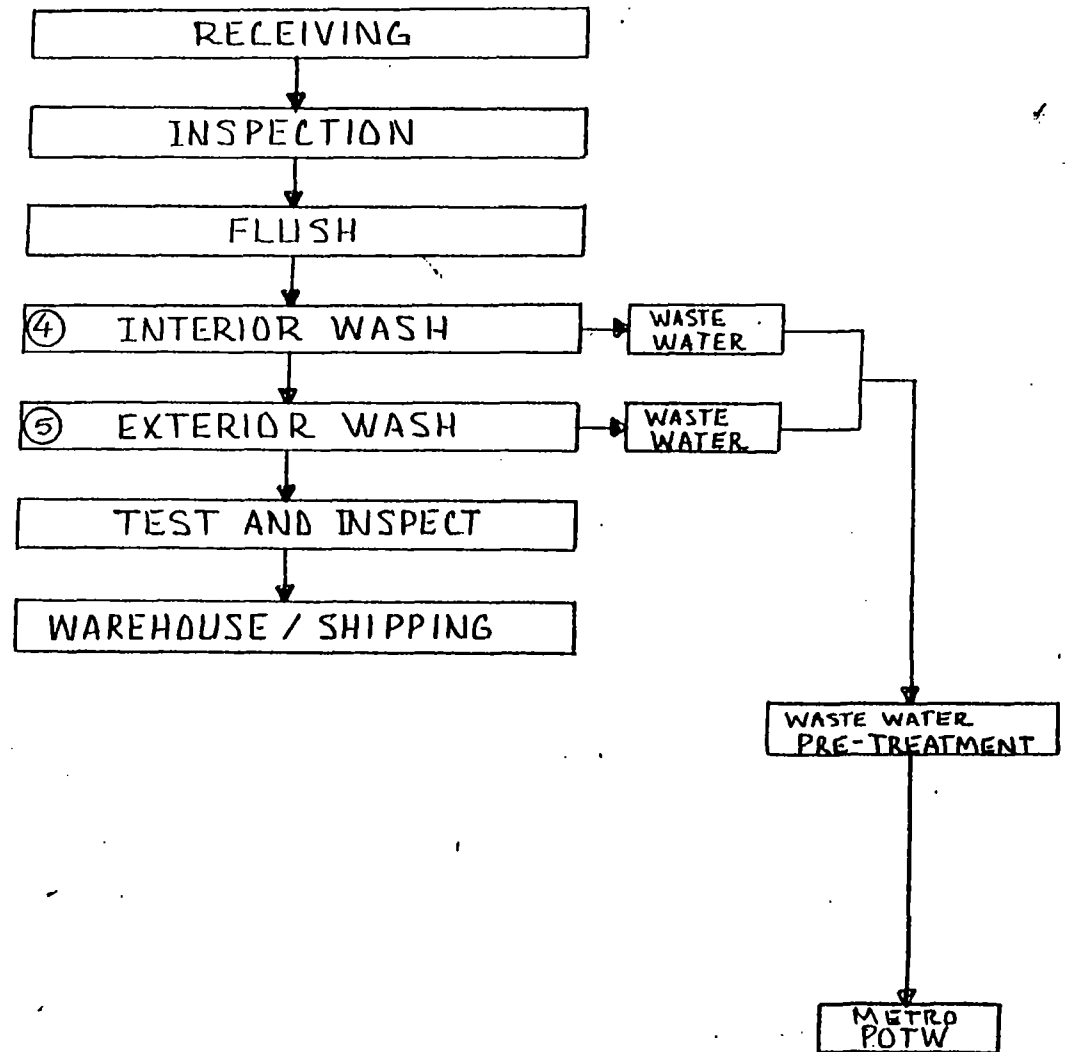 RECEIVING
INSPECTION
FLUSH
④ INTERIOR WASH
WASTE
WATER
⑤ EXTERIOR WASH
WASTE
WATER
TEST AND INSPECT
WAREHOUSE / SHIPPING
WASTE WATER
PRE-TREATMENT
METRO
POTW